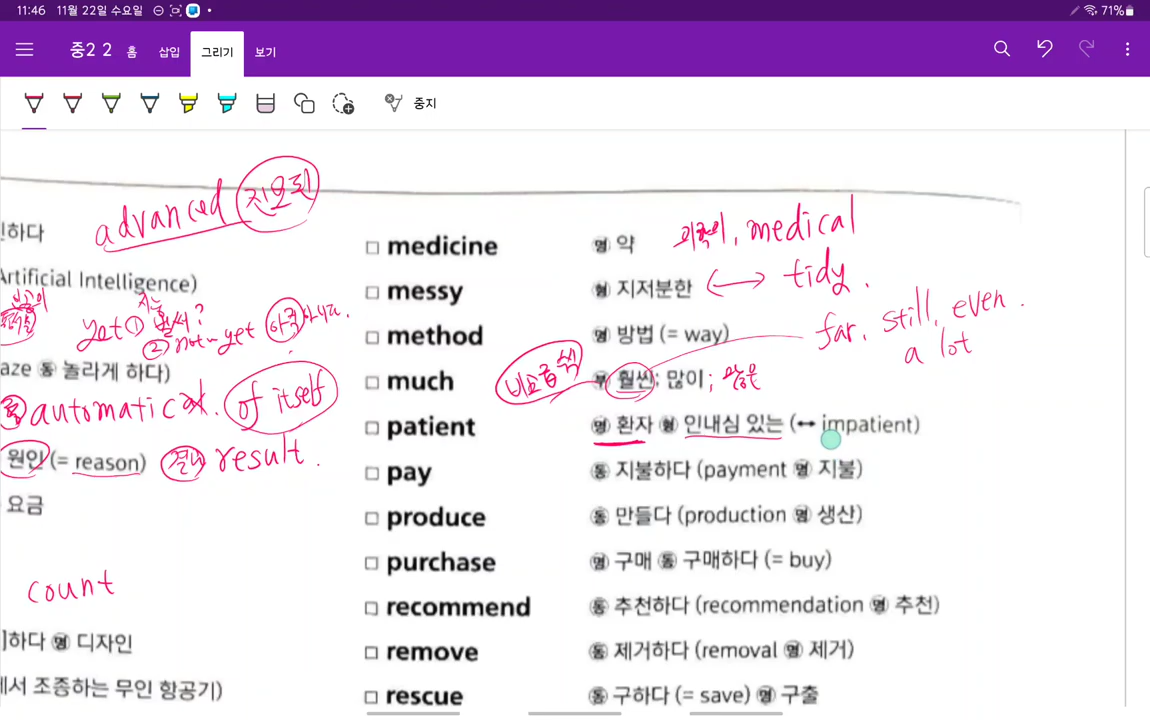 11:46 11월 22일 수요일 71%
중2 2 홈 삽입 그리기 보기
중지
advanced 진보된
인하다
Artificial Intelligence)
지금
yet ① 벌써?
② not~yet 아직
aze 동 놀라게 하다)
automatical. of itself
원인 (= reason) 결과 result.
요금
count
]하다 명 디자인
에서 조종하는 무인 항공기)
□ medicine 명 약 의학의, medical
□ messy 형 지저분한 ↔ tidy.
□ method 명 방법 (= way) far, still, even.
a lot
비교급 수식
□ much 부 훨씬; 많이; 많은
□ patient 명 환자 형 인내심 있는 (↔ impatient)
□ pay 동 지불하다 (payment 명 지불)
□ produce 동 만들다 (production 명 생산)
□ purchase 명 구매 동 구매하다 (= buy)
□ recommend 동 추천하다 (recommendation 명 추천)
□ remove 동 제거하다 (removal 명 제거)
□ rescue 동 구하다 (= save) 명 구출